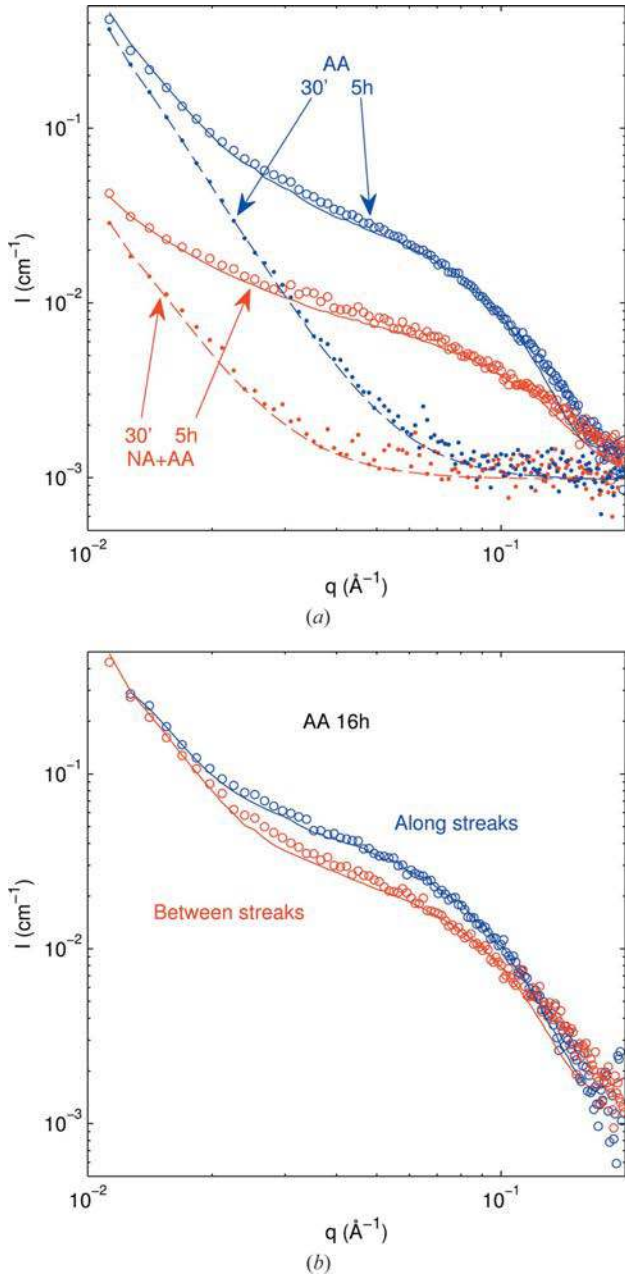 AA
30' 5h
10⁻¹
I (cm⁻¹)
10⁻²
30' 5h
NA+AA
10⁻³
10⁻² 10⁻¹
q (Å⁻¹)
(a)
AA 16h
10⁻¹
Along streaks
I (cm⁻¹)
Between streaks
10⁻²
10⁻³
10⁻² 10⁻¹
q (Å⁻¹)
(b)